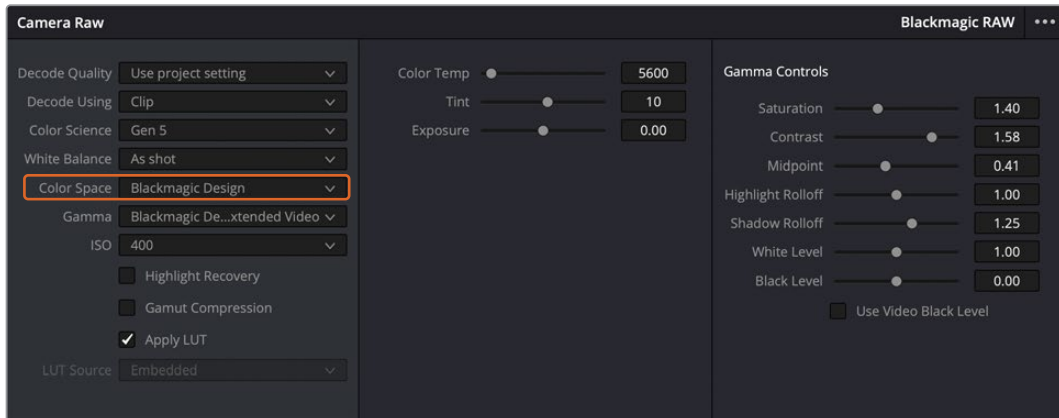 Camera Raw
Blackmagic RAW
Decode Quality Use project setting
Decode Using Clip
Color Science Gen 5
White Balance As shot
Color Space Blackmagic Design
Gamma Blackmagic De...xtended Video
ISO 400
Highlight Recovery
Gamut Compression
Apply LUT
LUT Source Embedded
Color Temp 5600
Tint 10
Exposure 0.00
Gamma Controls
Saturation 1.40
Contrast 1.58
Midpoint 0.41
Highlight Rolloff 1.00
Shadow Rolloff 1.25
White Level 1.00
Black Level 0.00
Use Video Black Level